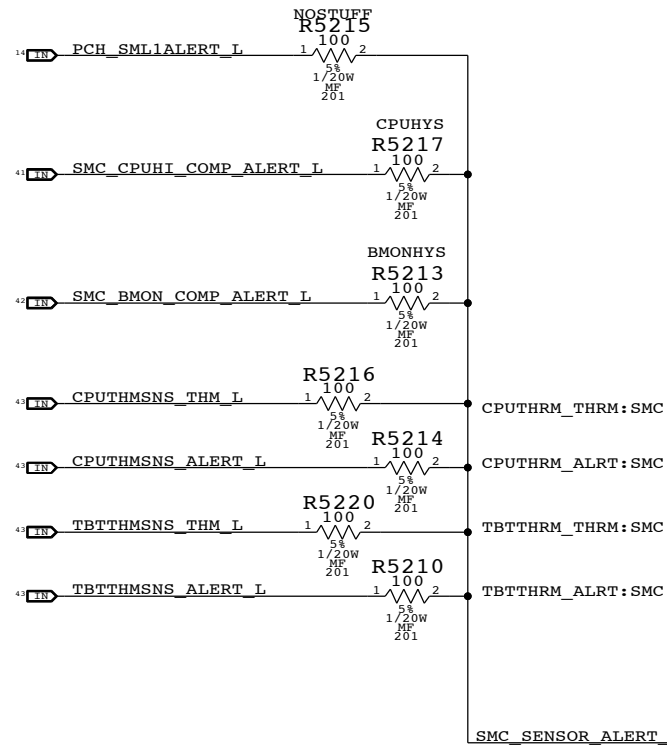 NOSTUFF
R5215
100
14 IN PCH_SML1ALERT_L 1 2
5%
1/20W
MF
201
CPUHYS
R5217
100
41 IN SMC_CPUHI_COMP_ALERT_L 1 2
5%
1/20W
MF
201
BMONHYS
R5213
100
42 IN SMC_BMON_COMP_ALERT_L 1 2
5%
1/20W
MF
201
R5216
100
43 IN CPUTHMSNS_THM_L 1 2 CPUTHRM_THRM:SMC
5%
1/20W
MF
201
R5214
100
43 IN CPUTHMSNS_ALERT_L 1 2 CPUTHRM_ALRT:SMC
5%
1/20W
MF
201
R5220
100
43 IN TBTTHMSNS_THM_L 1 2 TBTTHRM_THRM:SMC
5%
1/20W
MF
201
R5210
100
43 IN TBTTHMSNS_ALERT_L 1 2 TBTTHRM_ALRT:SMC
5%
1/20W
MF
201
SMC_SENSOR_ALERT_